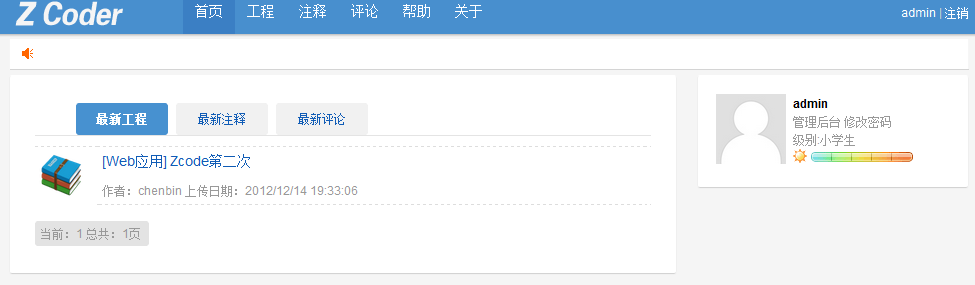 Z Coder 首页 工程 注释 评论 帮助 关于 admin | 注销
最新工程 最新注释 最新评论
[Web应用] Zcode第二次
作者：chenbin 上传日期：2012/12/14 19:33:06
当前：1 总共：1页
admin
管理后台 修改密码
级别:小学生